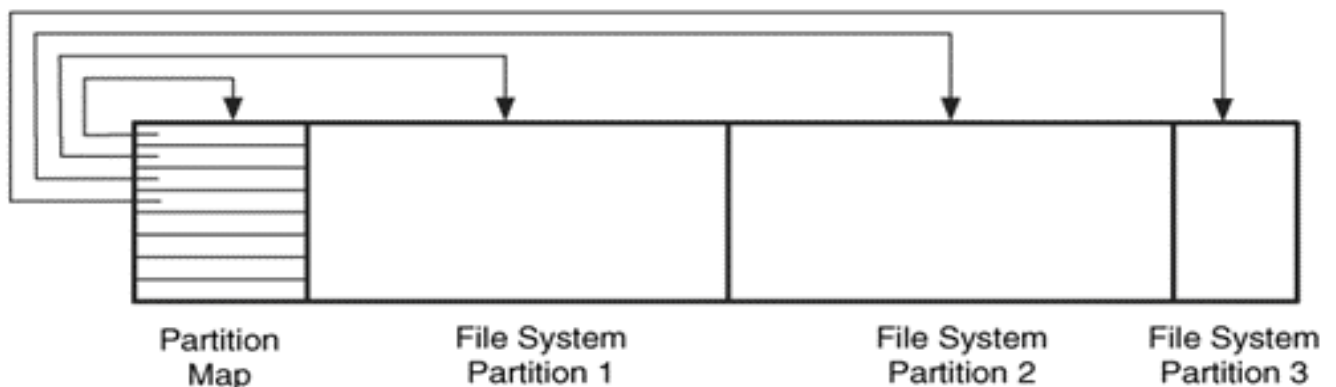 Partition
Map
File System
Partition 1
File System
Partition 2
File System
Partition 3